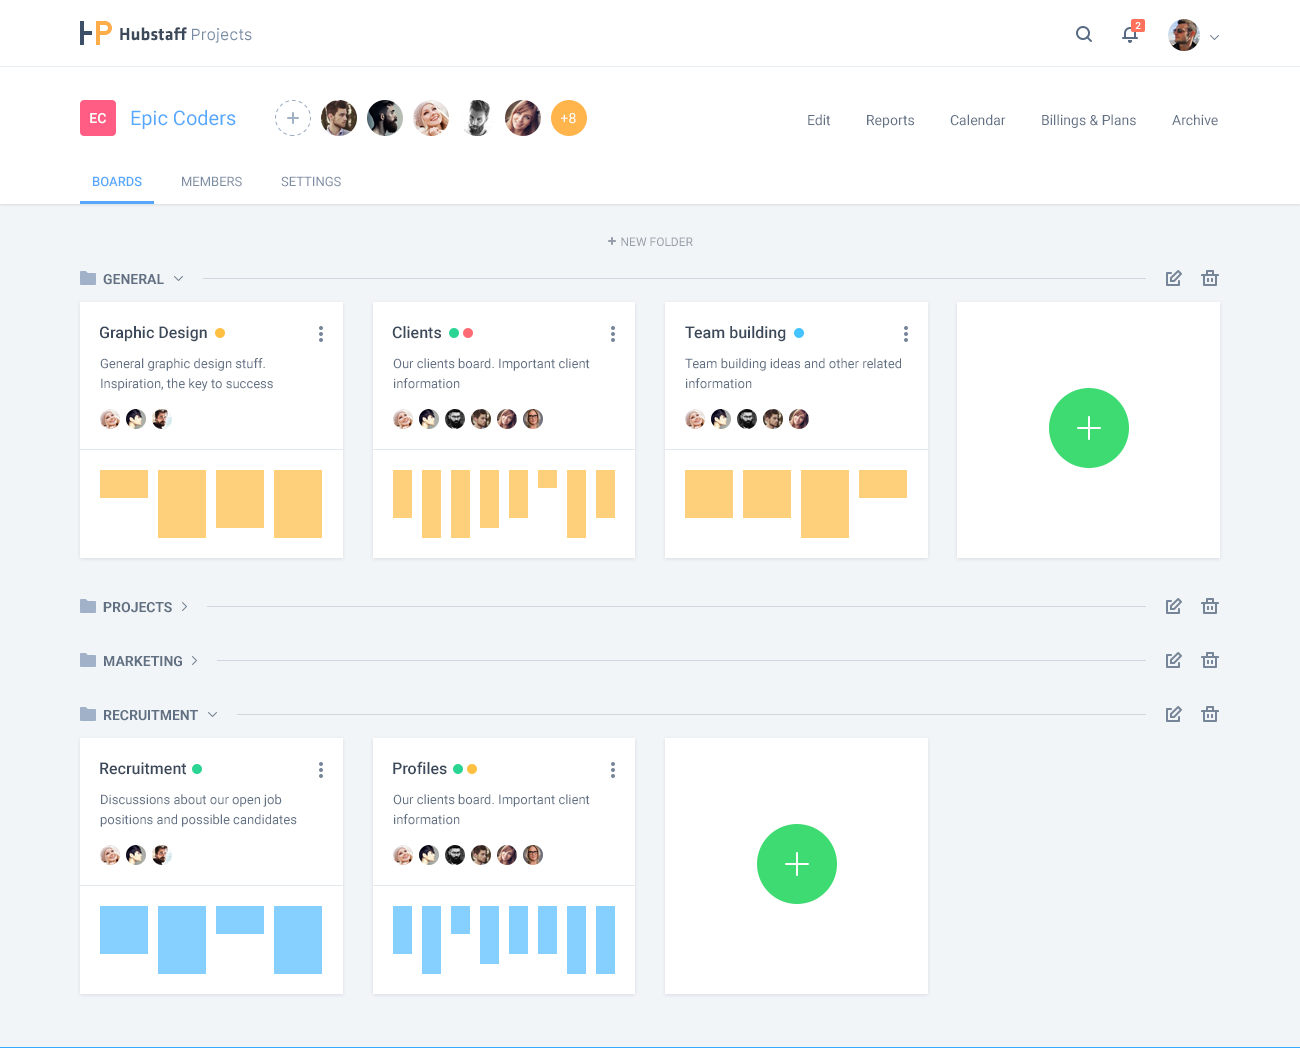 HP Hubstaff Projects
2
EC Epic Coders
+8
Edit Reports Calendar Billings & Plans Archive
BOARDS MEMBERS SETTINGS
+ NEW FOLDER
GENERAL
Graphic Design
General graphic design stuff.
Inspiration, the key to success
Clients
Our clients board. Important client
information
Team building
Team building ideas and other related
information
PROJECTS
MARKETING
RECRUITMENT
Recruitment
Discussions about our open job
positions and possible candidates
Profiles
Our clients board. Important client
information